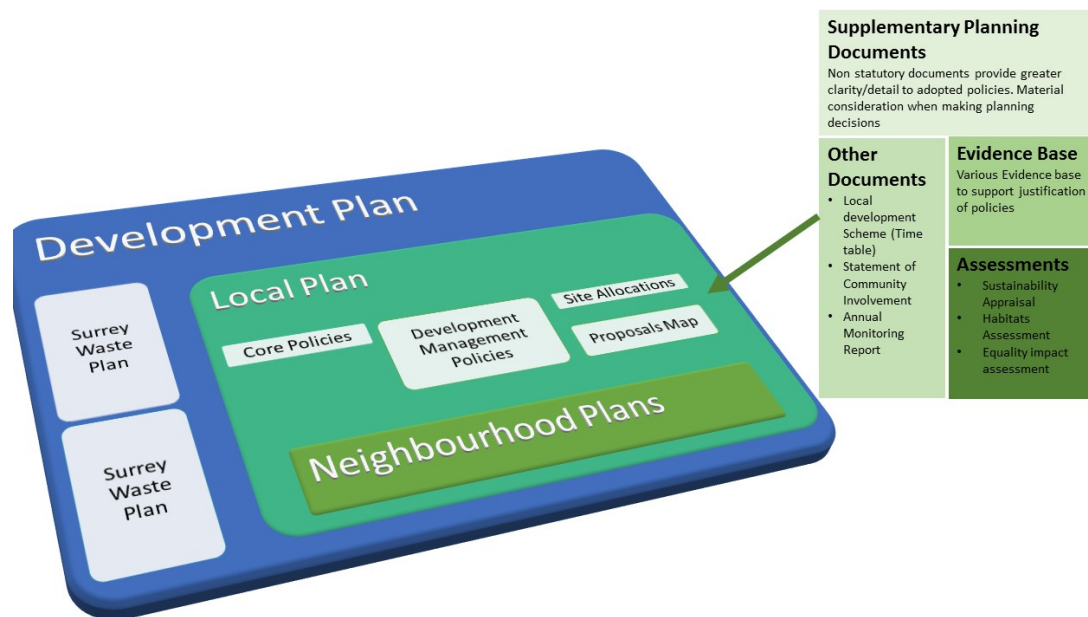 Supplementary Planning
Documents
Non statutory documents provide greater
clarity/detail to adopted policies. Material
consideration when making planning
decisions
Other
Documents
• Local
development
Scheme (Time
table)
• Statement of
Community
Involvement
• Annual
Monitoring
Report
Evidence Base
Various Evidence base
to support justification
of policies
Assessments
• Sustainability
Appraisal
• Habitats
Assessment
• Equality impact
assessment
Development Plan
Surrey
Waste
Plan
Surrey
Waste
Plan
Local Plan
Core Policies
Development
Management
Policies
Site Allocations
Proposals Map
Neighbourhood Plans